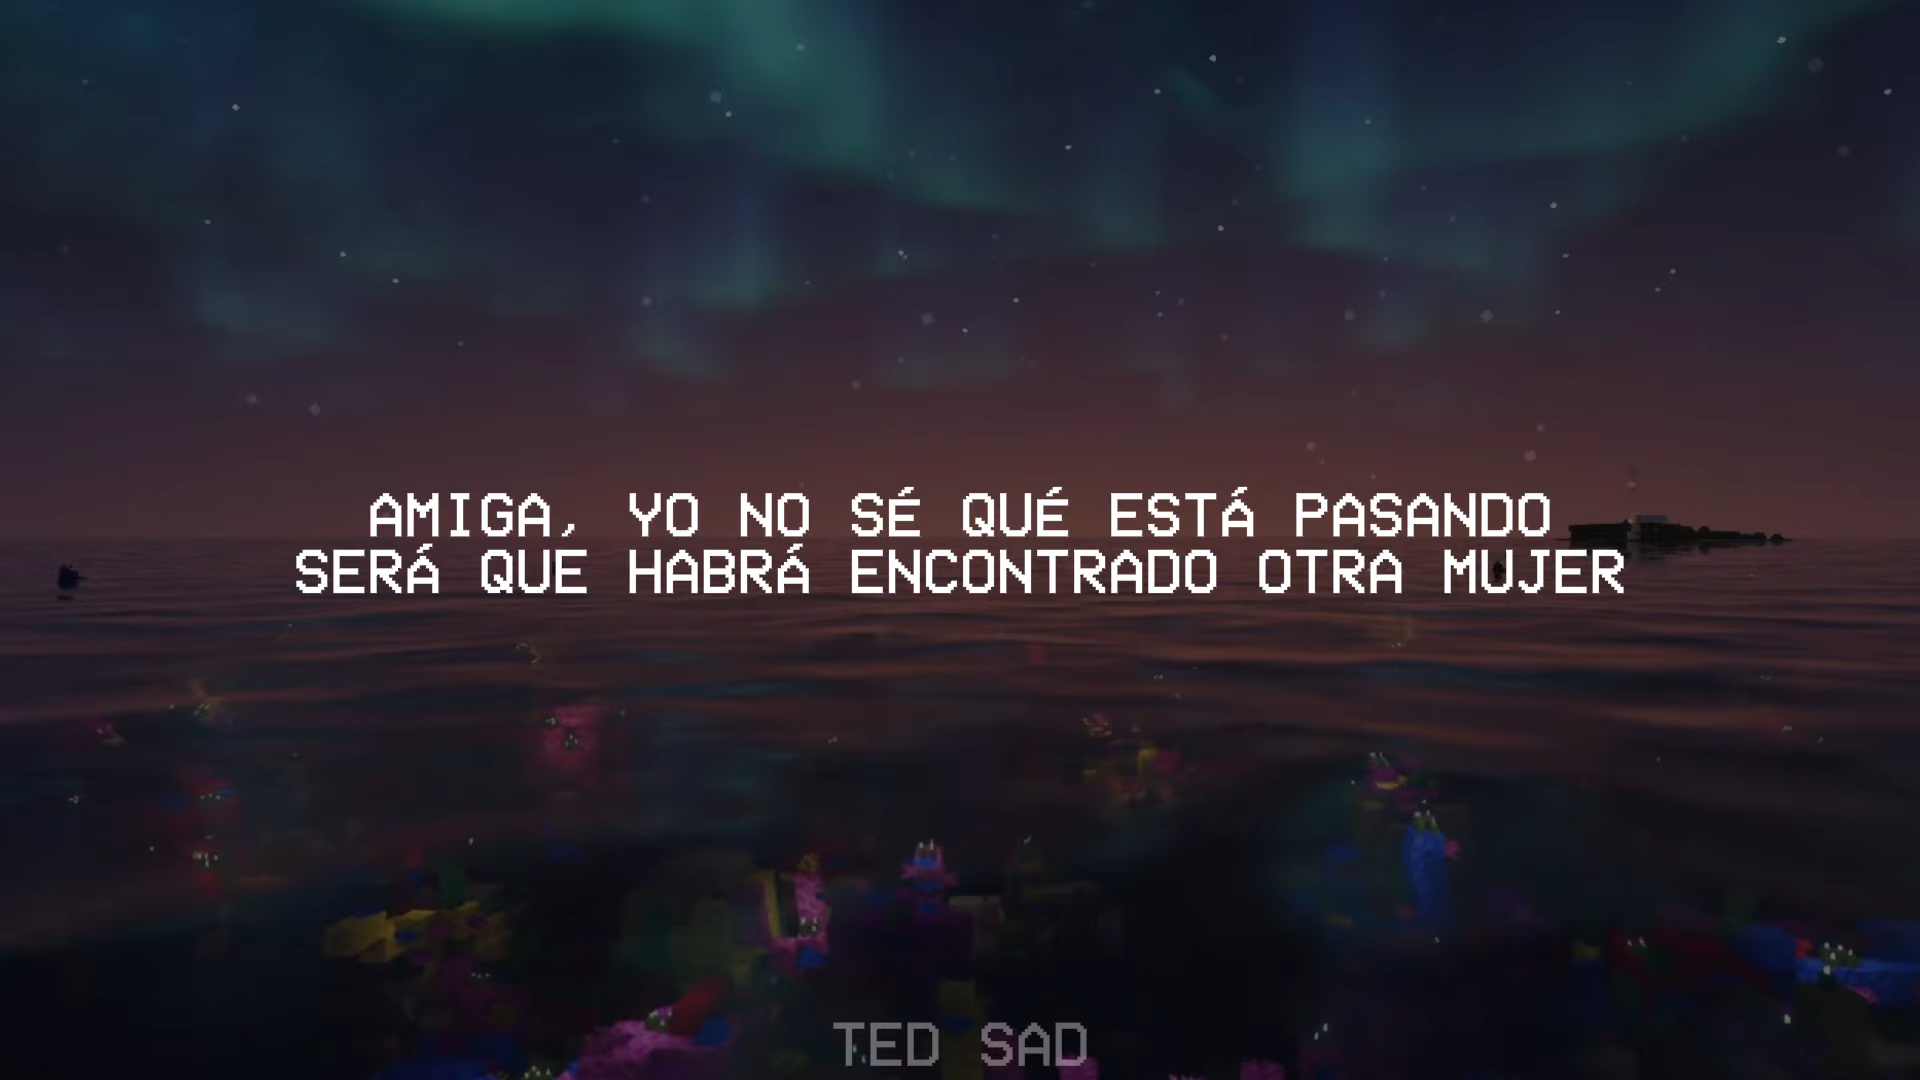 AMIGA, YO NO SÉ QUÉ ESTÁ PASANDO
SERÁ QUE HABRÁ ENCONTRADO OTRA MUJER
TED SAD